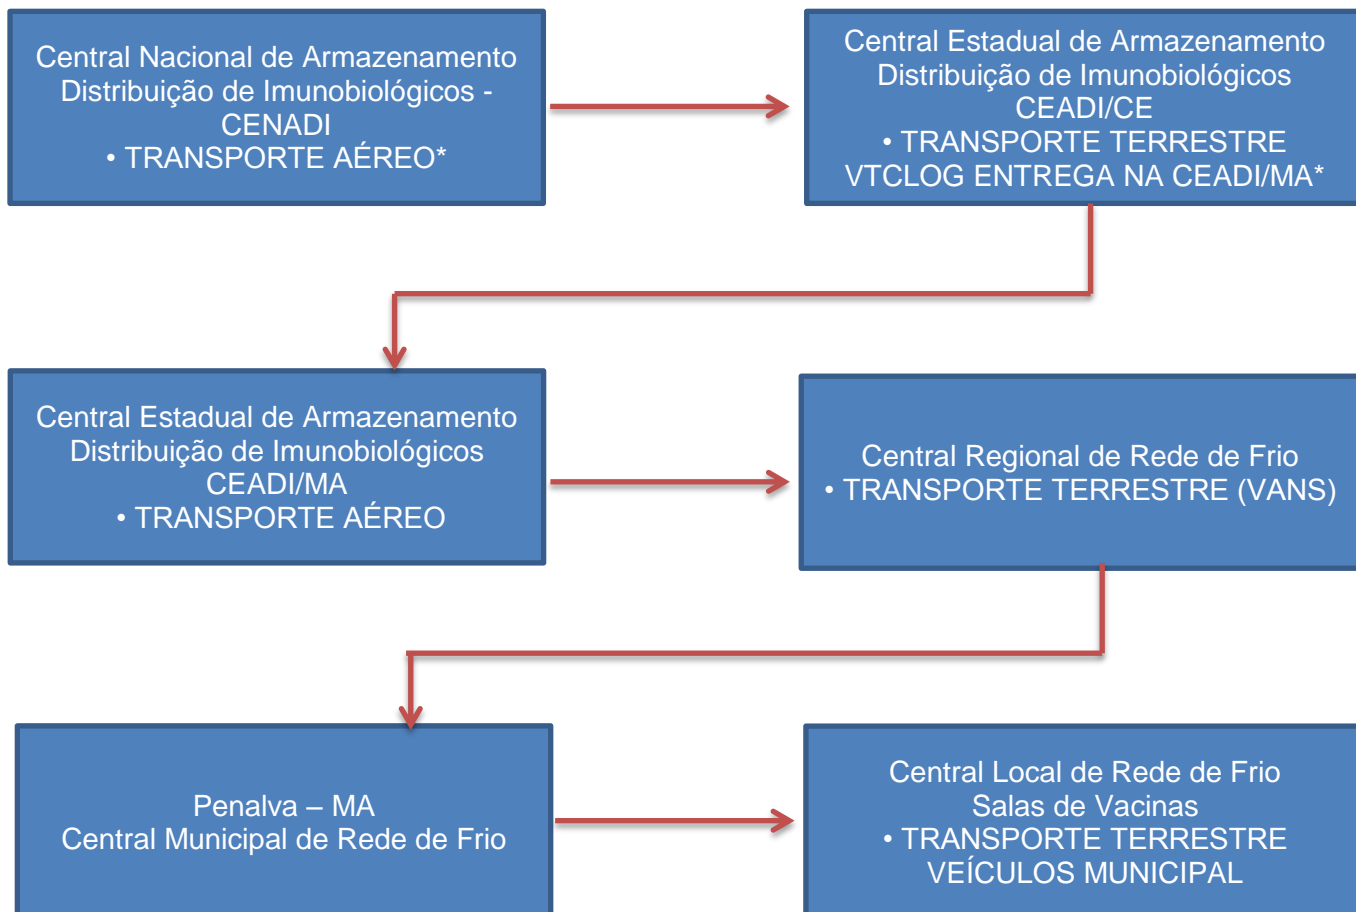 Central Nacional de Armazenamento
Distribuição de Imunobiológicos -
CENADI
• TRANSPORTE AÉREO*
Central Estadual de Armazenamento
Distribuição de Imunobiológicos
CEADI/CE
• TRANSPORTE TERRESTRE
VTCLOG ENTREGA NA CEADI/MA*
Central Estadual de Armazenamento
Distribuição de Imunobiológicos
CEADI/MA
• TRANSPORTE AÉREO
Central Regional de Rede de Frio
• TRANSPORTE TERRESTRE (VANS)
Penalva – MA
Central Municipal de Rede de Frio
Central Local de Rede de Frio
Salas de Vacinas
• TRANSPORTE TERRESTRE
VEÍCULOS MUNICIPAL